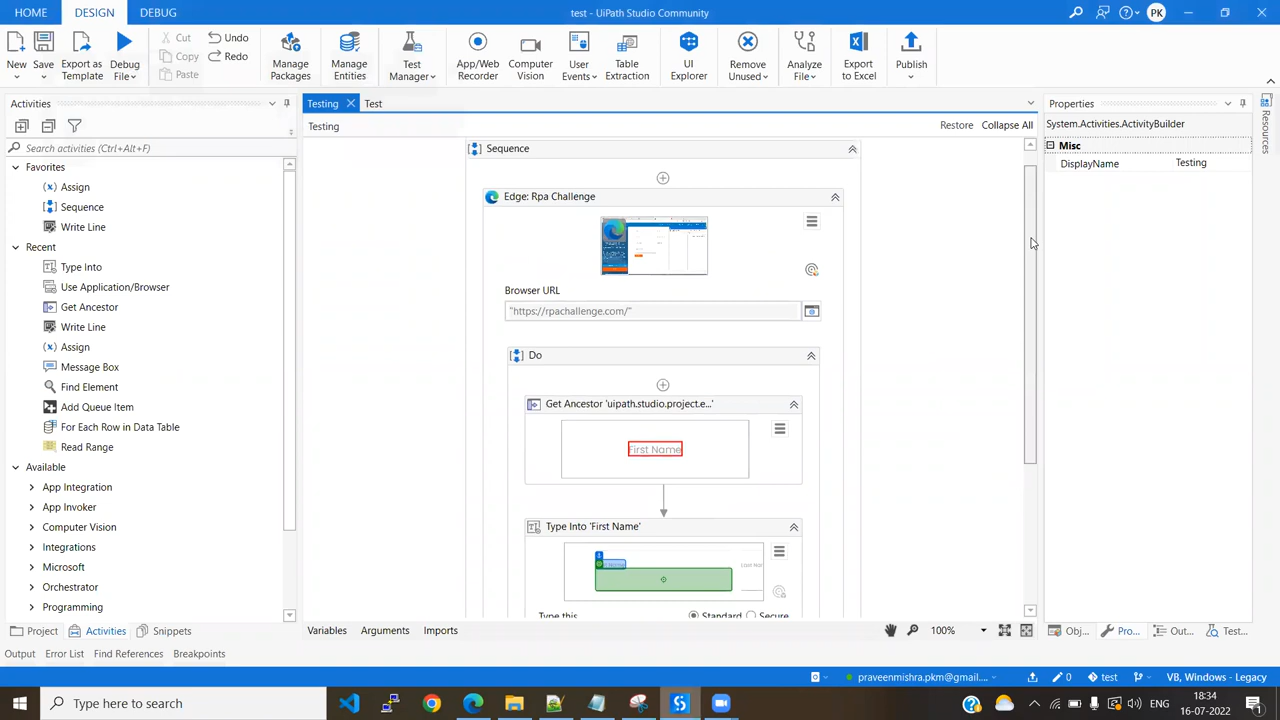 HOME DESIGN DEBUG test - UiPath Studio Community PK
New Save Export as Template Debug File Cut Copy Paste Undo Redo Manage Packages Manage Entities Test Manager App/Web Recorder Computer Vision User Events Table Extraction UI Explorer Remove Unused Analyze File Export to Excel Publish
Activities Testing Test Properties
Testing Restore Collapse All System.Activities.ActivityBuilder
Search activities (Ctrl+Alt+F) Sequence Misc
Favorites DisplayName Testing
Assign Edge: Rpa Challenge
Sequence
Write Line
Recent
Type Into
Use Application/Browser Browser URL
Get Ancestor "https://rpachallenge.com/"
Write Line
Assign Do
Message Box
Find Element
Add Queue Item Get Ancestor 'uipath.studio.project.e...'
For Each Row in Data Table
Read Range First Name
Available
App Integration
App Invoker
Computer Vision Type Into 'First Name'
Integrations
Microsoft
Orchestrator
Programming Type this Standard Secure
Project Activities Snippets Variables Arguments Imports 100% Obj... Pro... Out... Test...
Output Error List Find References Breakpoints
praveenmishra.pkm@gmail.... 0 test VB, Windows - Legacy
Type here to search ENG 18:34
16-07-2022
Resources